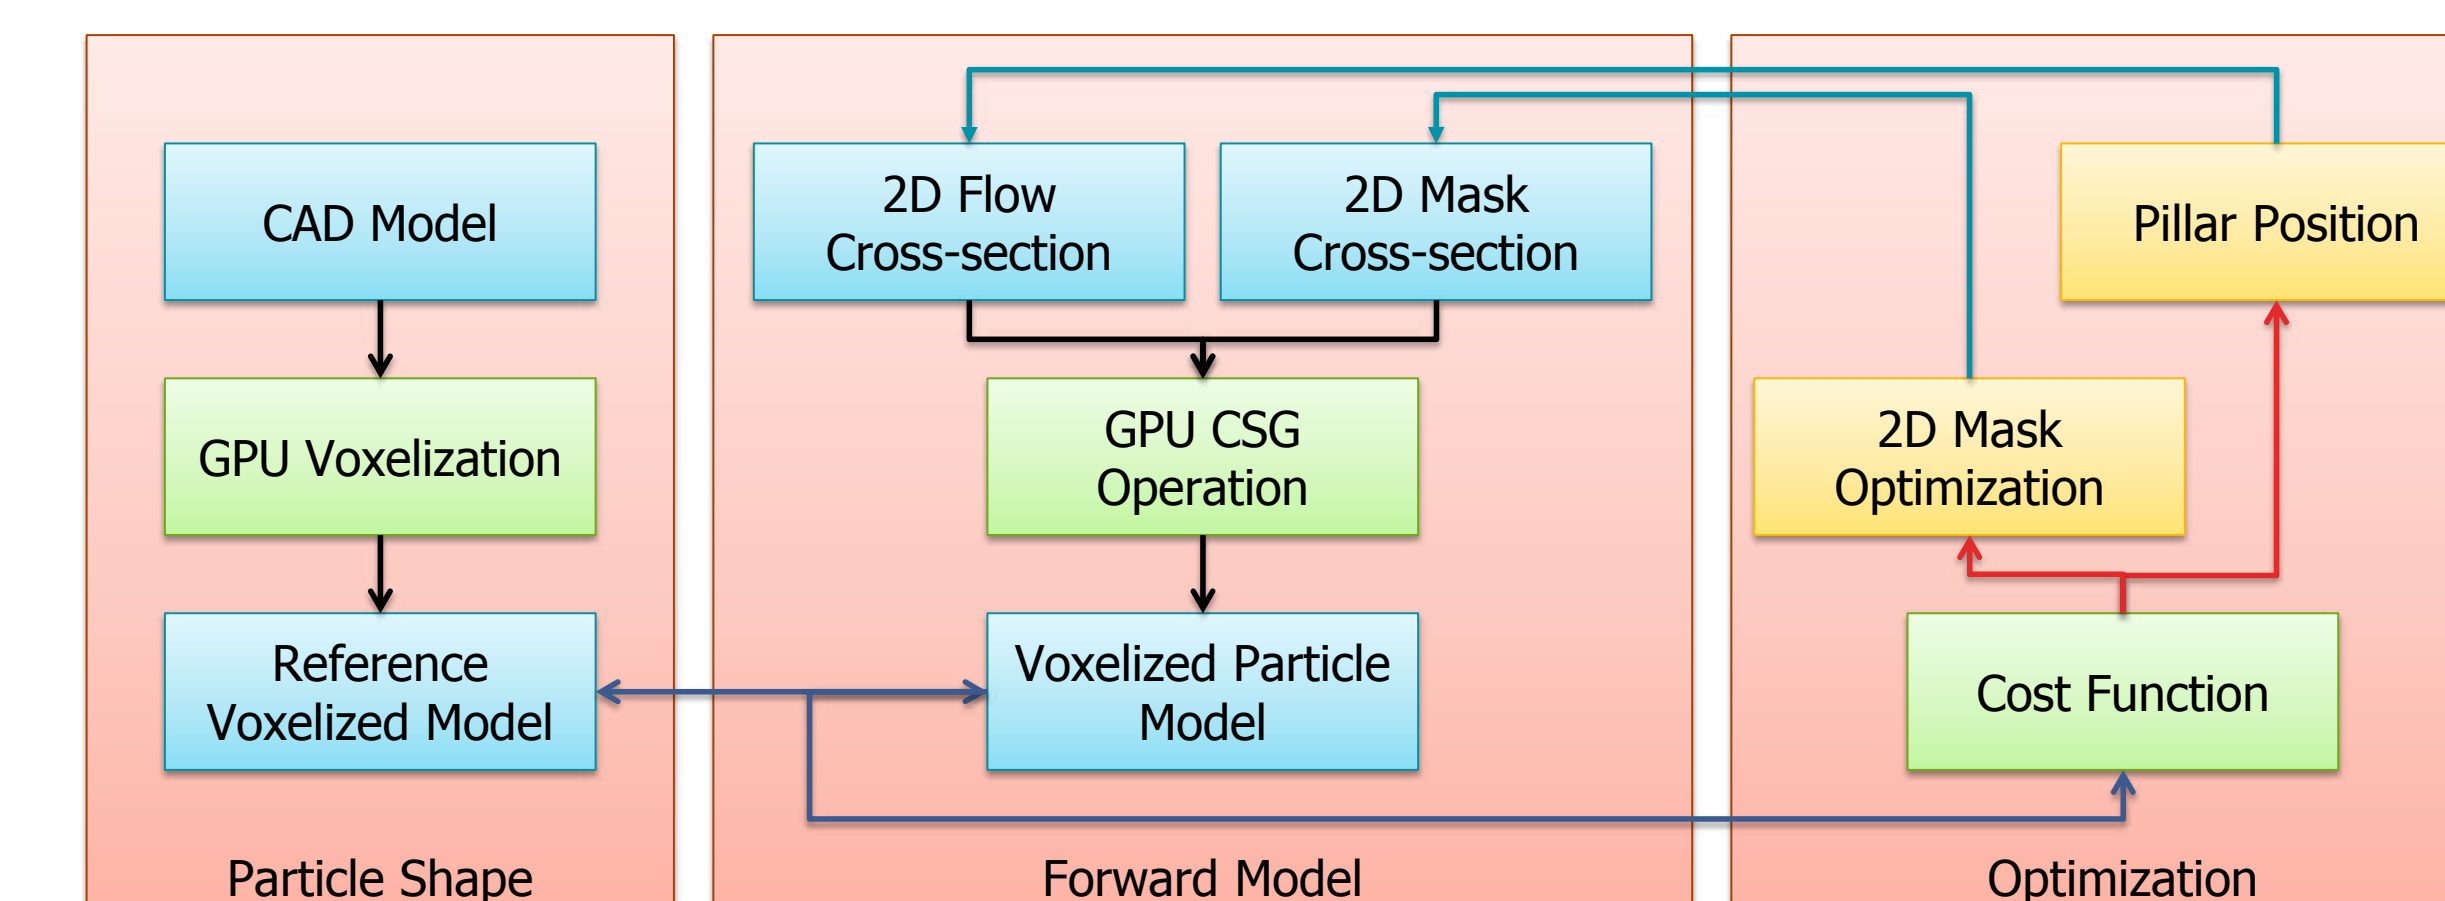 CAD Model
GPU Voxelization
Reference
Voxelized Model
Particle Shape
2D Flow
Cross-section
2D Mask
Cross-section
GPU CSG
Operation
Voxelized Particle
Model
Forward Model
Pillar Position
2D Mask
Optimization
Cost Function
Optimization